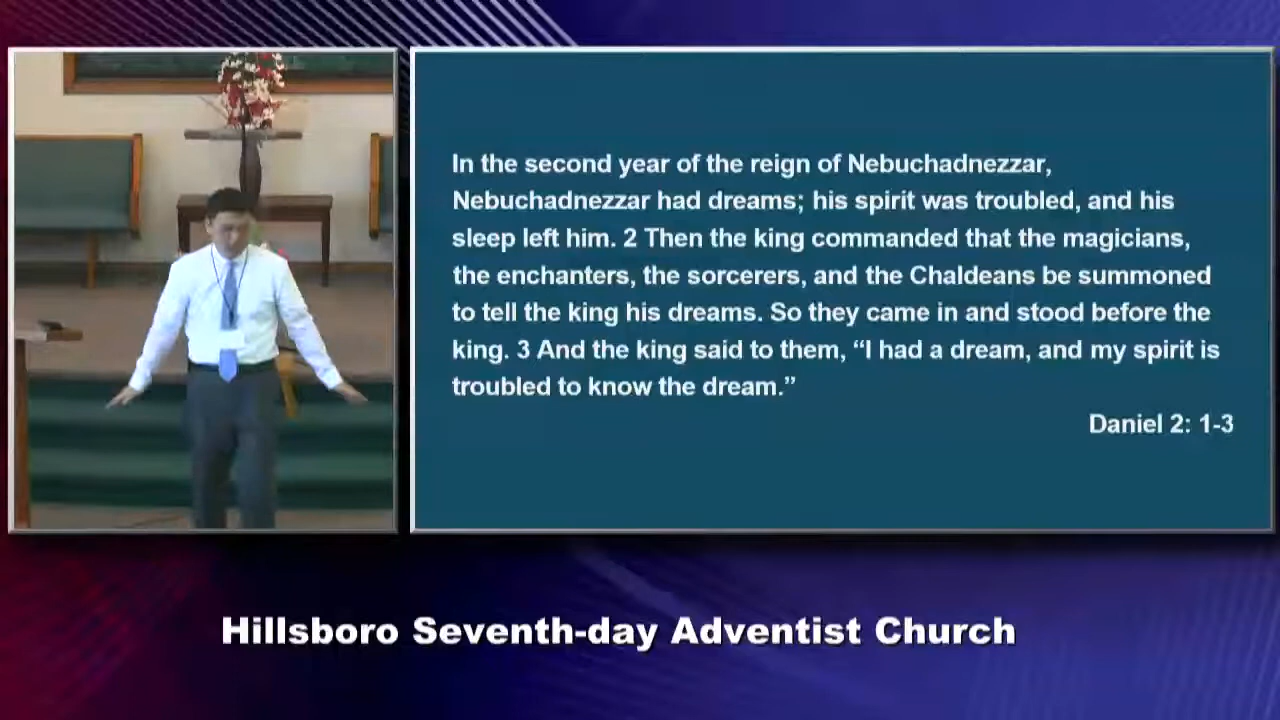 In the second year of the reign of Nebuchadnezzar,
Nebuchadnezzar had dreams; his spirit was troubled, and his
sleep left him. 2 Then the king commanded that the magicians,
the enchanters, the sorcerers, and the Chaldeans be summoned
to tell the king his dreams. So they came in and stood before the
king. 3 And the king said to them, “I had a dream, and my spirit is
troubled to know the dream.”
Daniel 2: 1-3
Hillsboro Seventh-day Adventist Church